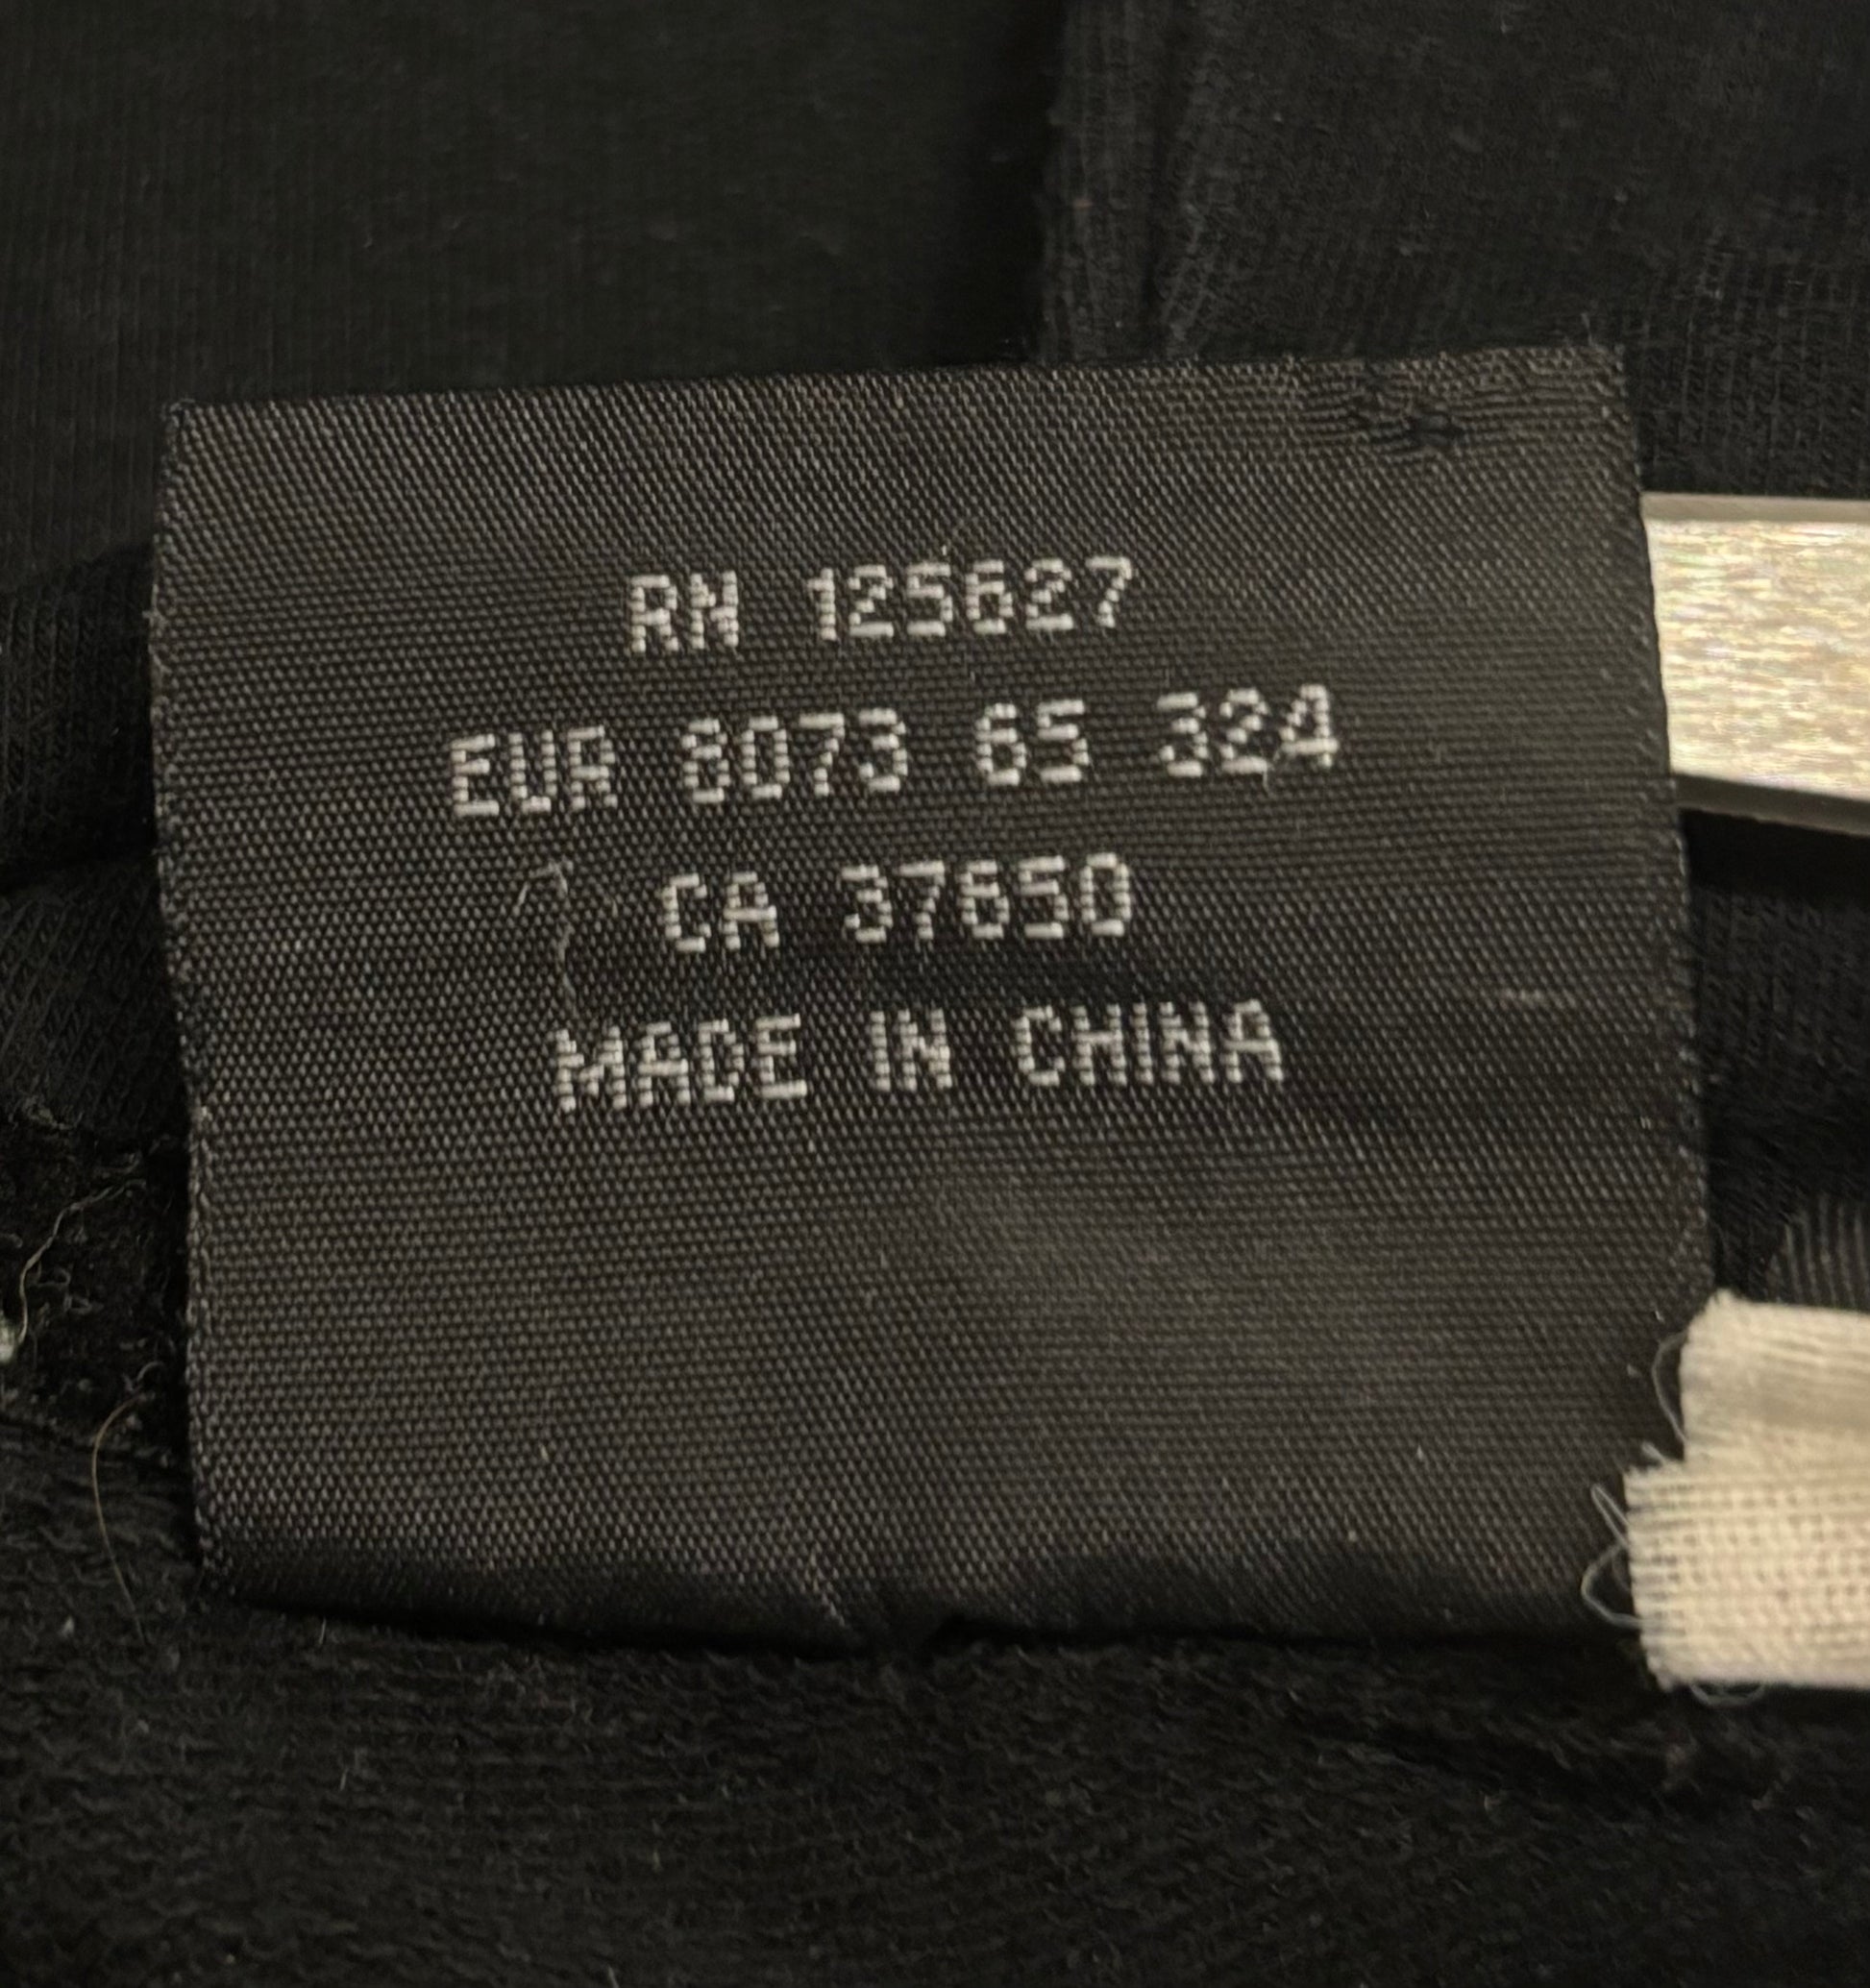 RN 125627
EUR 8073 65 324
CA 37650
MADE IN CHINA